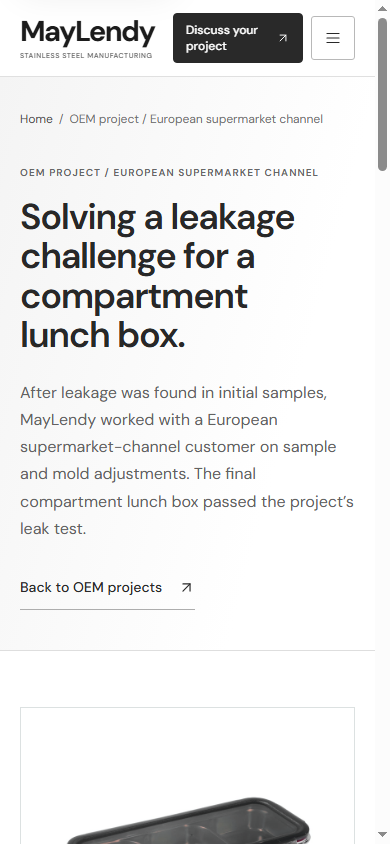 MayLendy
STAINLESS STEEL MANUFACTURING
Discuss your
project
Home / OEM project / European supermarket channel
OEM PROJECT / EUROPEAN SUPERMARKET CHANNEL
Solving a leakage
challenge for a
compartment
lunch box.
After leakage was found in initial samples,
MayLendy worked with a European
supermarket-channel customer on sample
and mold adjustments. The final
compartment lunch box passed the project’s
leak test.
Back to OEM projects